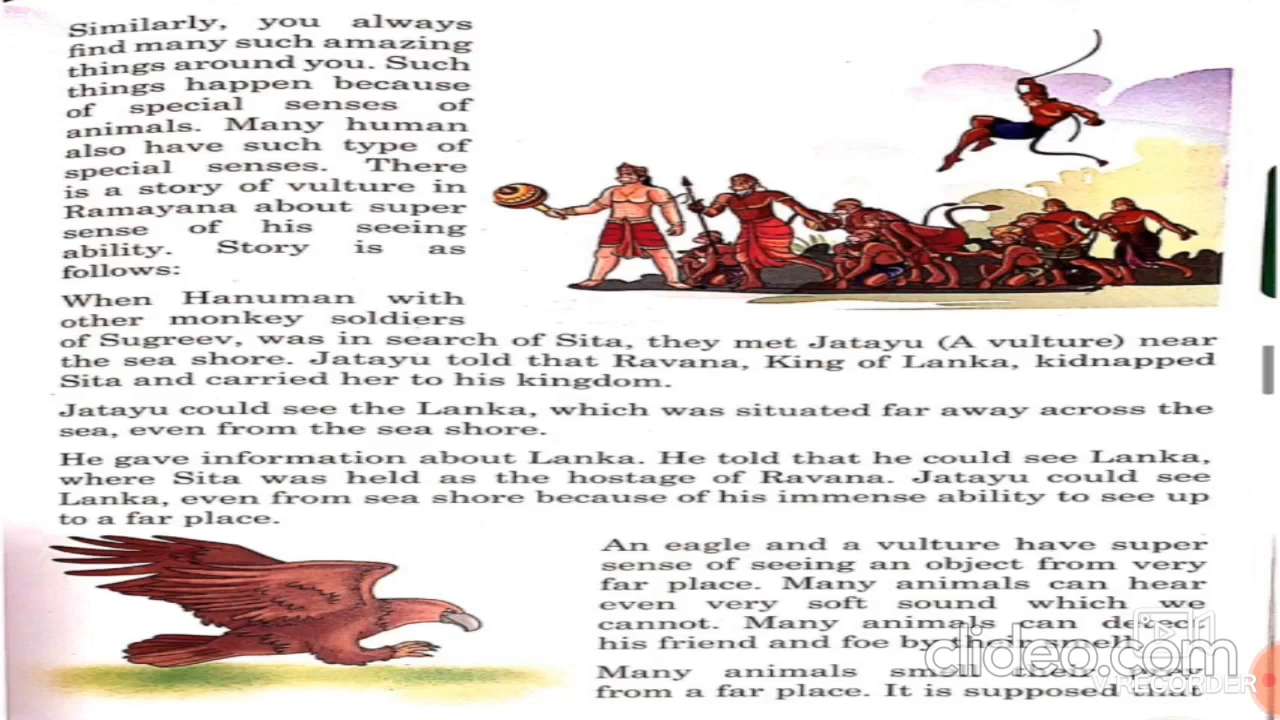 Similarly, you always
find many such amazing
things around you. Such
things happen because
of special senses of
animals. Many human
also have such type of
special senses. There
is a story of vulture in
Ramayana about super
sense of his seeing
ability. Story is as
follows:
When Hanuman with
other monkey soldiers
of Sugreev, was in search of Sita, they met Jatayu (A vulture) near
the sea shore. Jatayu told that Ravana, King of Lanka, kidnapped
Sita and carried her to his kingdom.
Jatayu could see the Lanka, which was situated far away across the
sea, even from the sea shore.
He gave information about Lanka. He told that he could see Lanka,
where Sita was held as the hostage of Ravana. Jatayu could see
Lanka, even from sea shore because of his immense ability to see up
to a far place.
An eagle and a vulture have super
sense of seeing an object from very
far place. Many animals can hear
even very soft sound which we
cannot. Many animals can detect
his friend and foe by their smell.
Many animals smell
from a far place. It is supposed that
clideo.com
V RECORDER